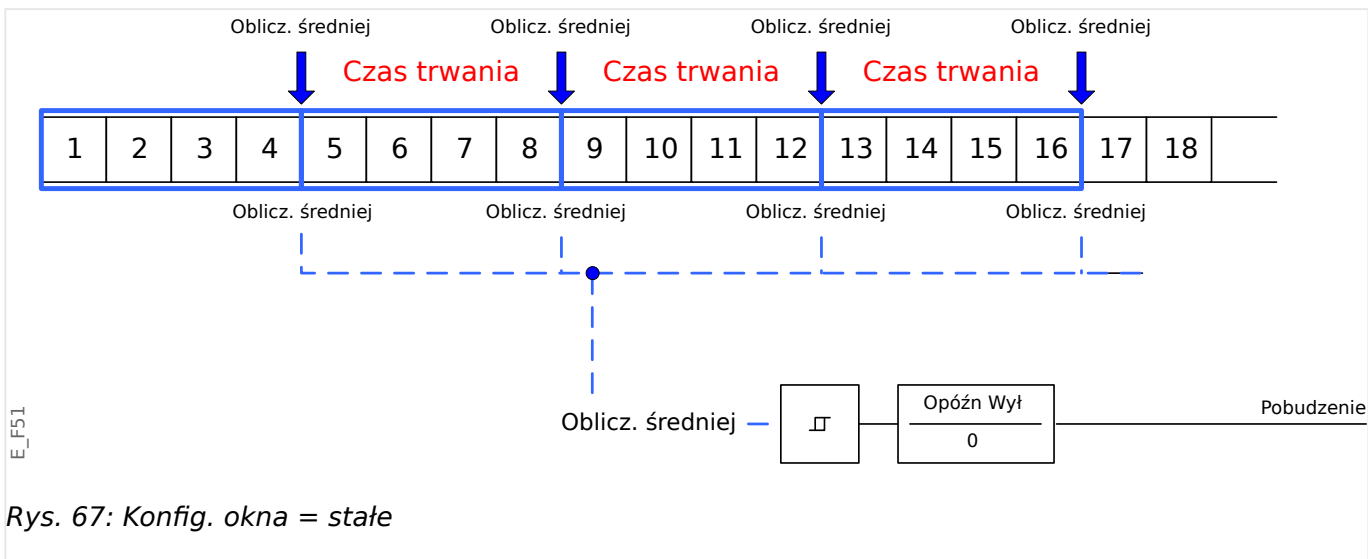 Oblicz. średniej Oblicz. średniej Oblicz. średniej Oblicz. średniej
Czas trwania Czas trwania Czas trwania
1 2 3 4 5 6 7 8 9 10 11 12 13 14 15 16 17 18
Oblicz. średniej Oblicz. średniej Oblicz. średniej Oblicz. średniej
Oblicz. średniej
Opóźn Wył
0
Pobudzenie
E_F51
Rys. 67: Konfig. okna = stałe